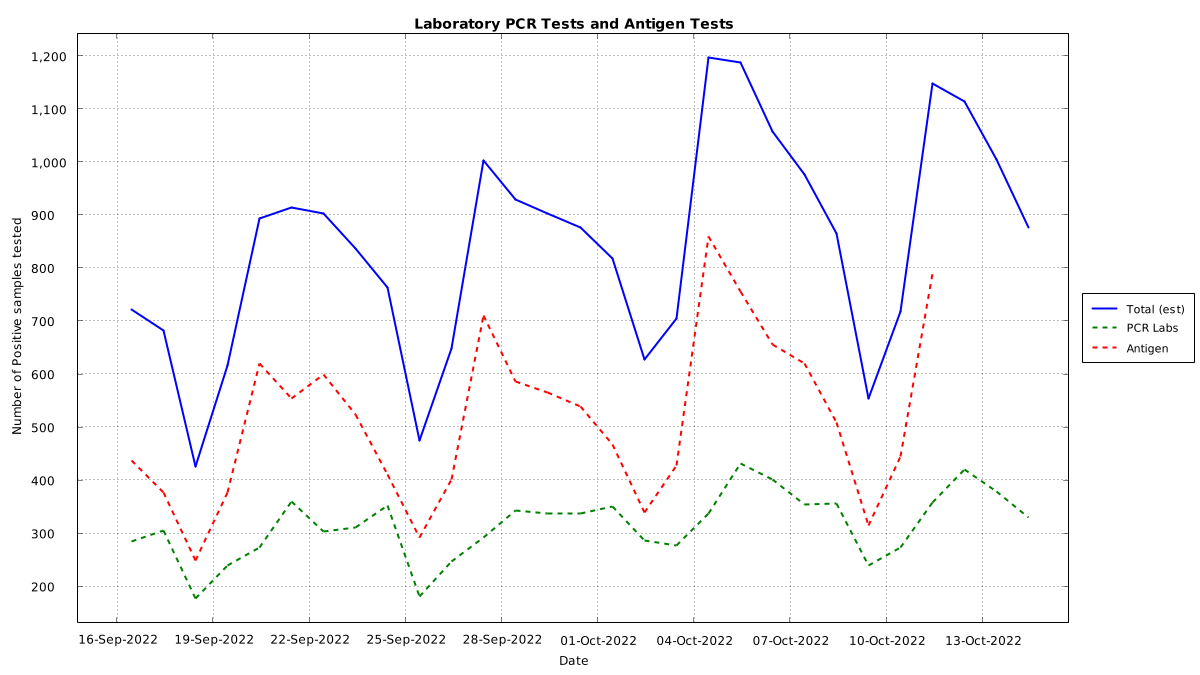 Laboratory PCR Tests and Antigen Tests
1,200
1,100
1,000
900
800
700
600
500
400
300
200
Number of Positive samples tested
16-Sep-2022 19-Sep-2022 22-Sep-2022 25-Sep-2022 28-Sep-2022 01-Oct-2022 04-Oct-2022 07-Oct-2022 10-Oct-2022 13-Oct-2022
Date
Total (est)
PCR Labs
Antigen